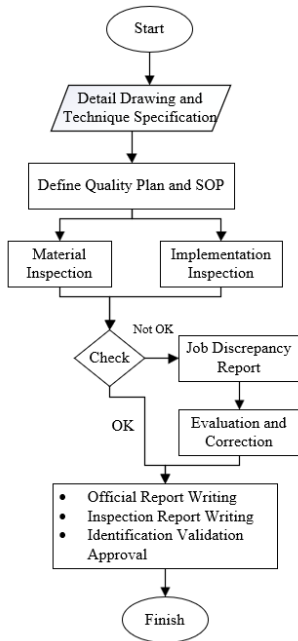 Start
Detail Drawing and
Technique Specification
Define Quality Plan and SOP
Material
Inspection
Implementation
Inspection
Check
Not OK
Job Discrepancy
Report
OK
Evaluation and
Correction
• Official Report Writing
• Inspection Report Writing
• Identification Validation
Approval
Finish